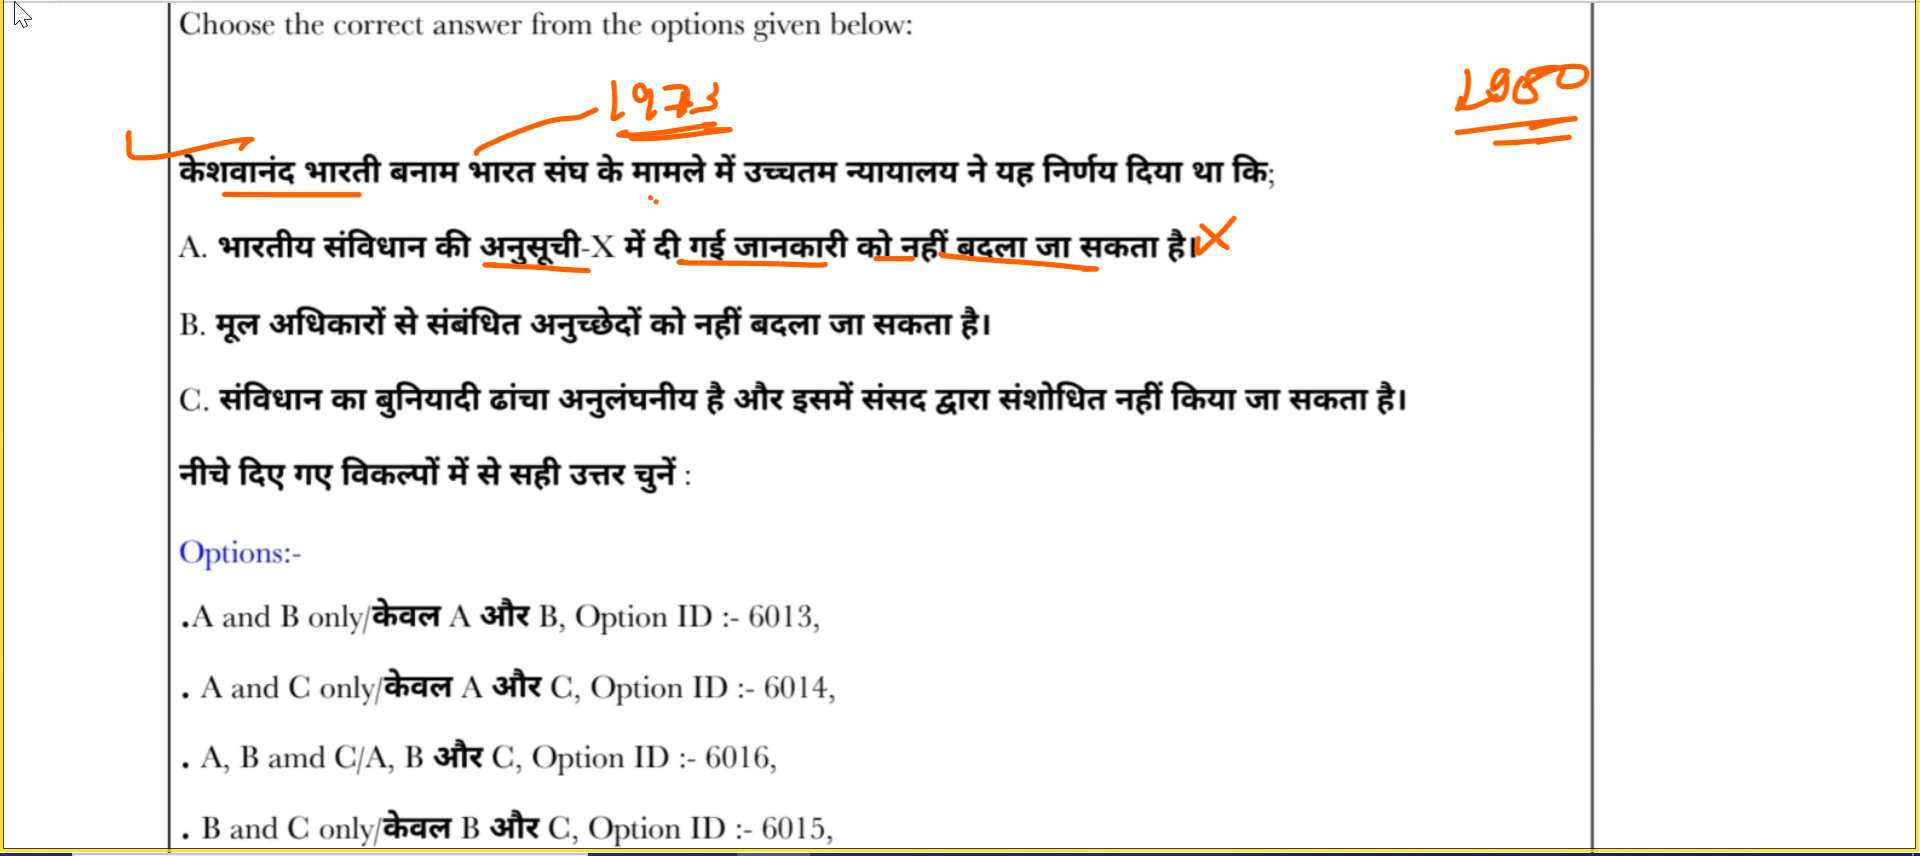 Choose the correct answer from the options given below:
1973
1980
केशवानंद भारती बनाम भारत संघ के मामले में उच्चतम न्यायालय ने यह निर्णय दिया था कि;
A. भारतीय संविधान की अनुसूची-X में दी गई जानकारी को नहीं बदला जा सकता है।
B. मूल अधिकारों से संबंधित अनुच्छेदों को नहीं बदला जा सकता है।
C. संविधान का बुनियादी ढांचा अनुलंघनीय है और इसमें संसद द्वारा संशोधित नहीं किया जा सकता है।
नीचे दिए गए विकल्पों में से सही उत्तर चुनें :
Options:-
.A and B only/केवल A और B, Option ID :- 6013,
. A and C only/केवल A और C, Option ID :- 6014,
. A, B amd C/A, B और C, Option ID :- 6016,
. B and C only/केवल B और C, Option ID :- 6015,